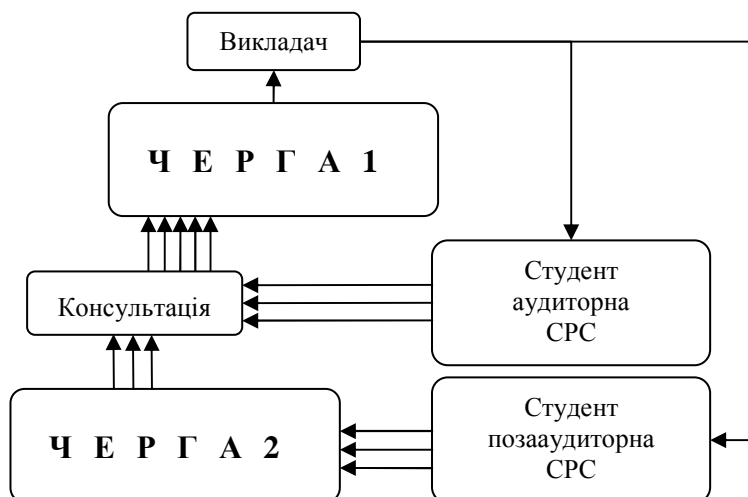 Викладач
Ч Е Р Г А 1
Студент
аудиторна
СРС
Консультація
Студент
позааудиторна
СРС
Ч Е Р Г А 2